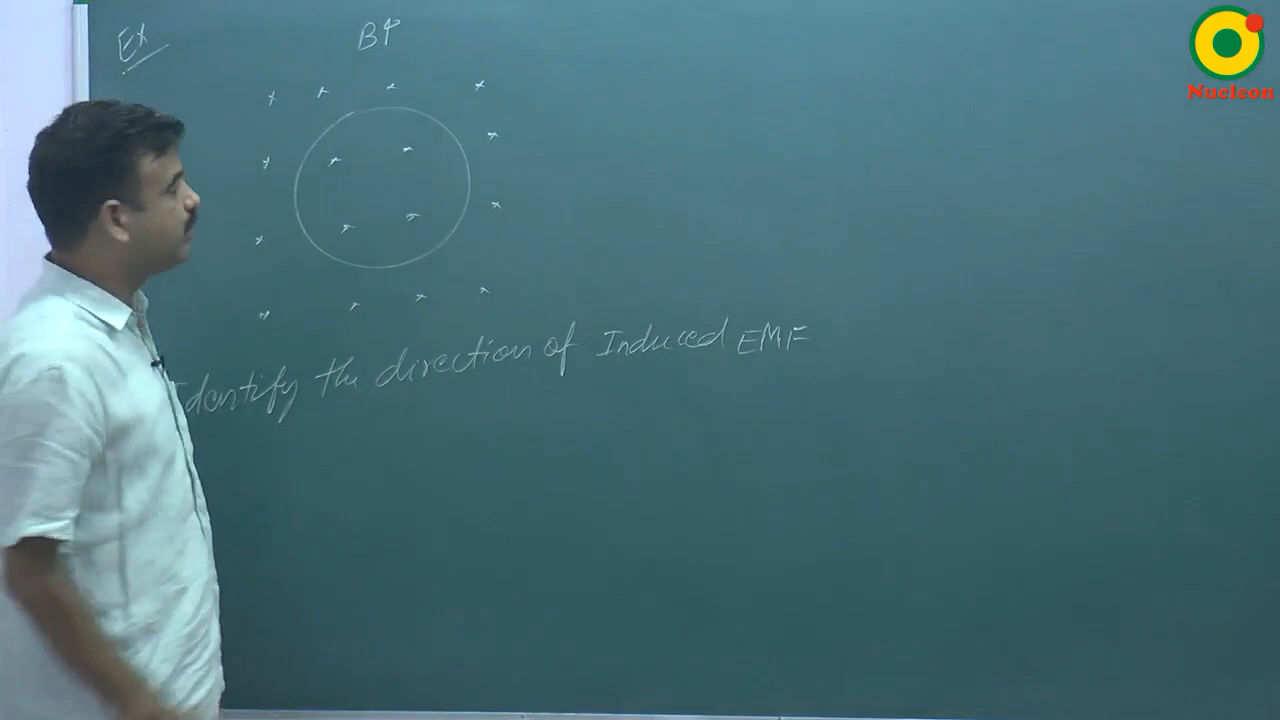 Ex
B↑
Identify the direction of Induced EMF
Nucleon